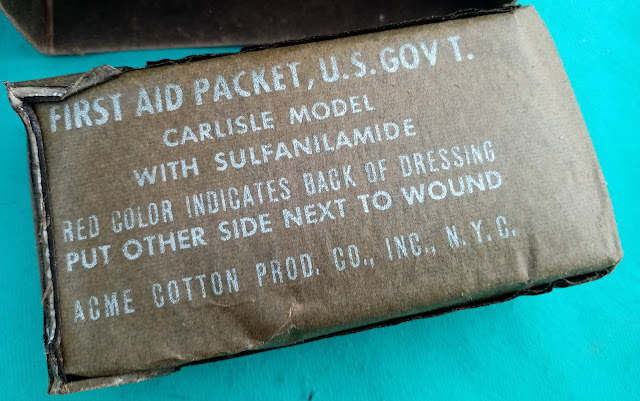 FIRST AID PACKET, U.S. GOV'T.
CARLISLE MODEL
WITH SULFANILAMIDE
RED COLOR INDICATES BACK OF DRESSING
PUT OTHER SIDE NEXT TO WOUND
ACME COTTON PROD. CO., INC., N.Y.C.